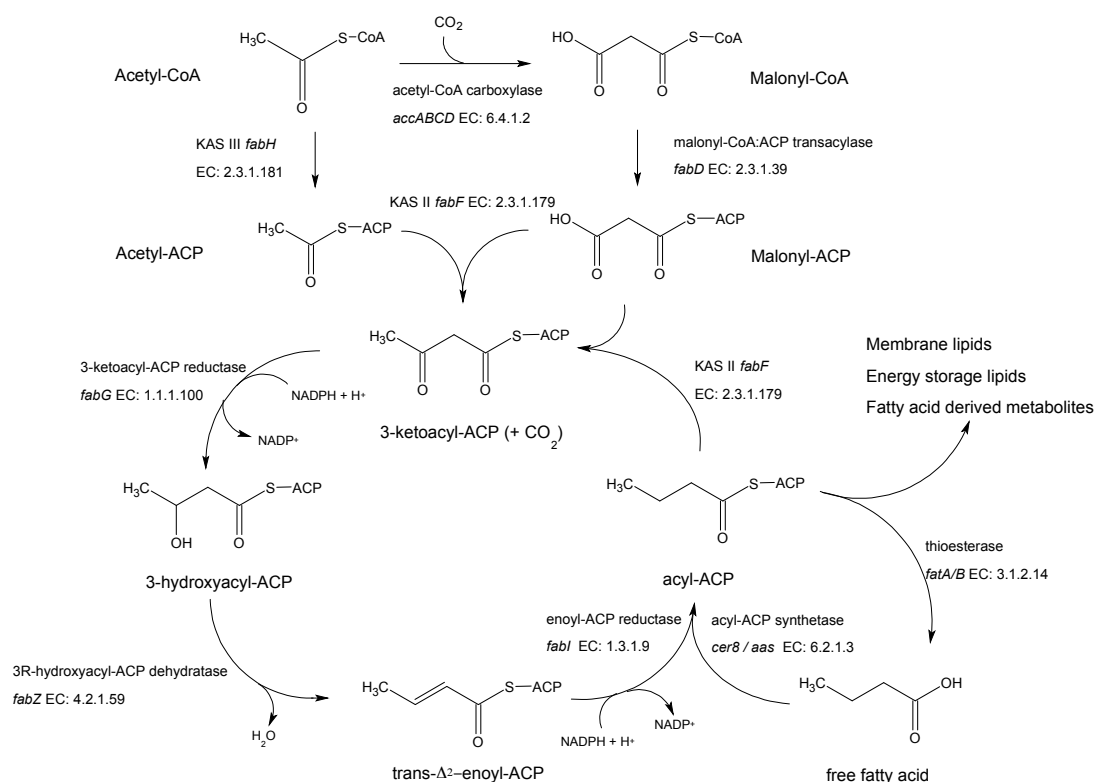 CO2
H3C
S—CoA
O
Acetyl-CoA
acetyl-CoA carboxylase
accABCD EC: 6.4.1.2
HO
S—CoA
O
O
Malonyl-CoA
KAS III fabH
EC: 2.3.1.181
malonyl-CoA:ACP transacylase
fabD EC: 2.3.1.39
KAS II fabF EC: 2.3.1.179
H3C
S—ACP
O
Acetyl-ACP
HO
S—ACP
O
O
Malonyl-ACP
H3C
S—ACP
O
O
3-ketoacyl-ACP (+ CO2)
3-ketoacyl-ACP reductase
fabG EC: 1.1.1.100
NADPH + H+
NADP+
KAS II fabF
EC: 2.3.1.179
Membrane lipids
Energy storage lipids
Fatty acid derived metabolites
H3C
S—ACP
OH
O
3-hydroxyacyl-ACP
H3C
S—ACP
O
acyl-ACP
thioesterase
fatA/B EC: 3.1.2.14
3R-hydroxyacyl-ACP dehydratase
fabZ EC: 4.2.1.59
H2O
H3C
S—ACP
O
trans-Δ2–enoyl-ACP
enoyl-ACP reductase
fabI EC: 1.3.1.9
NADPH + H+
NADP+
acyl-ACP synthetase
cer8 / aas EC: 6.2.1.3
H3C
OH
O
free fatty acid